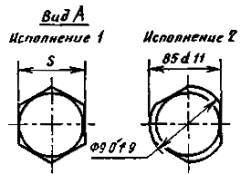 Вид А
Исполнение 1
Исполнение 2
S
85 d 11
Ф90 f 9